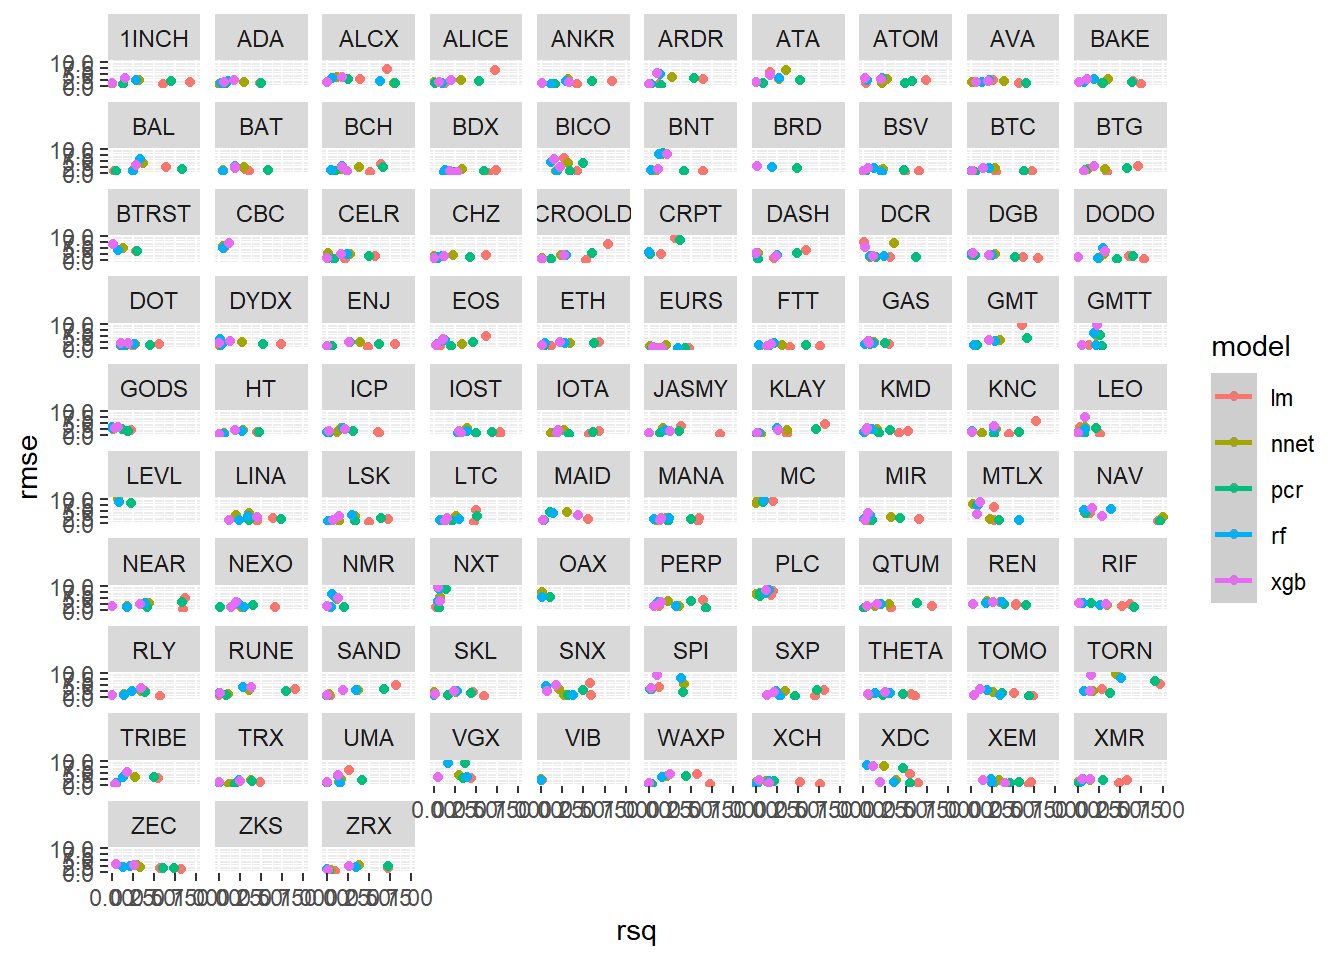 1INCH ADA ALCX ALICE ANKR ARDR ATA ATOM AVA BAKE
BAL BAT BCH BDX BICO BNT BRD BSV BTC BTG
BTRST CBC CELR CHZ CROOLD CRPT DASH DCR DGB DODO
DOT DYDX ENJ EOS ETH EURS FTT GAS GMT GMTT
GODS HT ICP IOST IOTA JASMY KLAY KMD KNC LEO
LEVL LINA LSK LTC MAID MANA MC MIR MTLX NAV
NEAR NEXO NMR NXT OAX PERP PLC QTUM REN RIF
RLY RUNE SAND SKL SNX SPI SXP THETA TOMO TORN
TRIBE TRX UMA VGX VIB WAXP XCH XDC XEM XMR
ZEC ZKS ZRX
rmse
rsq
model
lm
nnet
pcr
rf
xgb